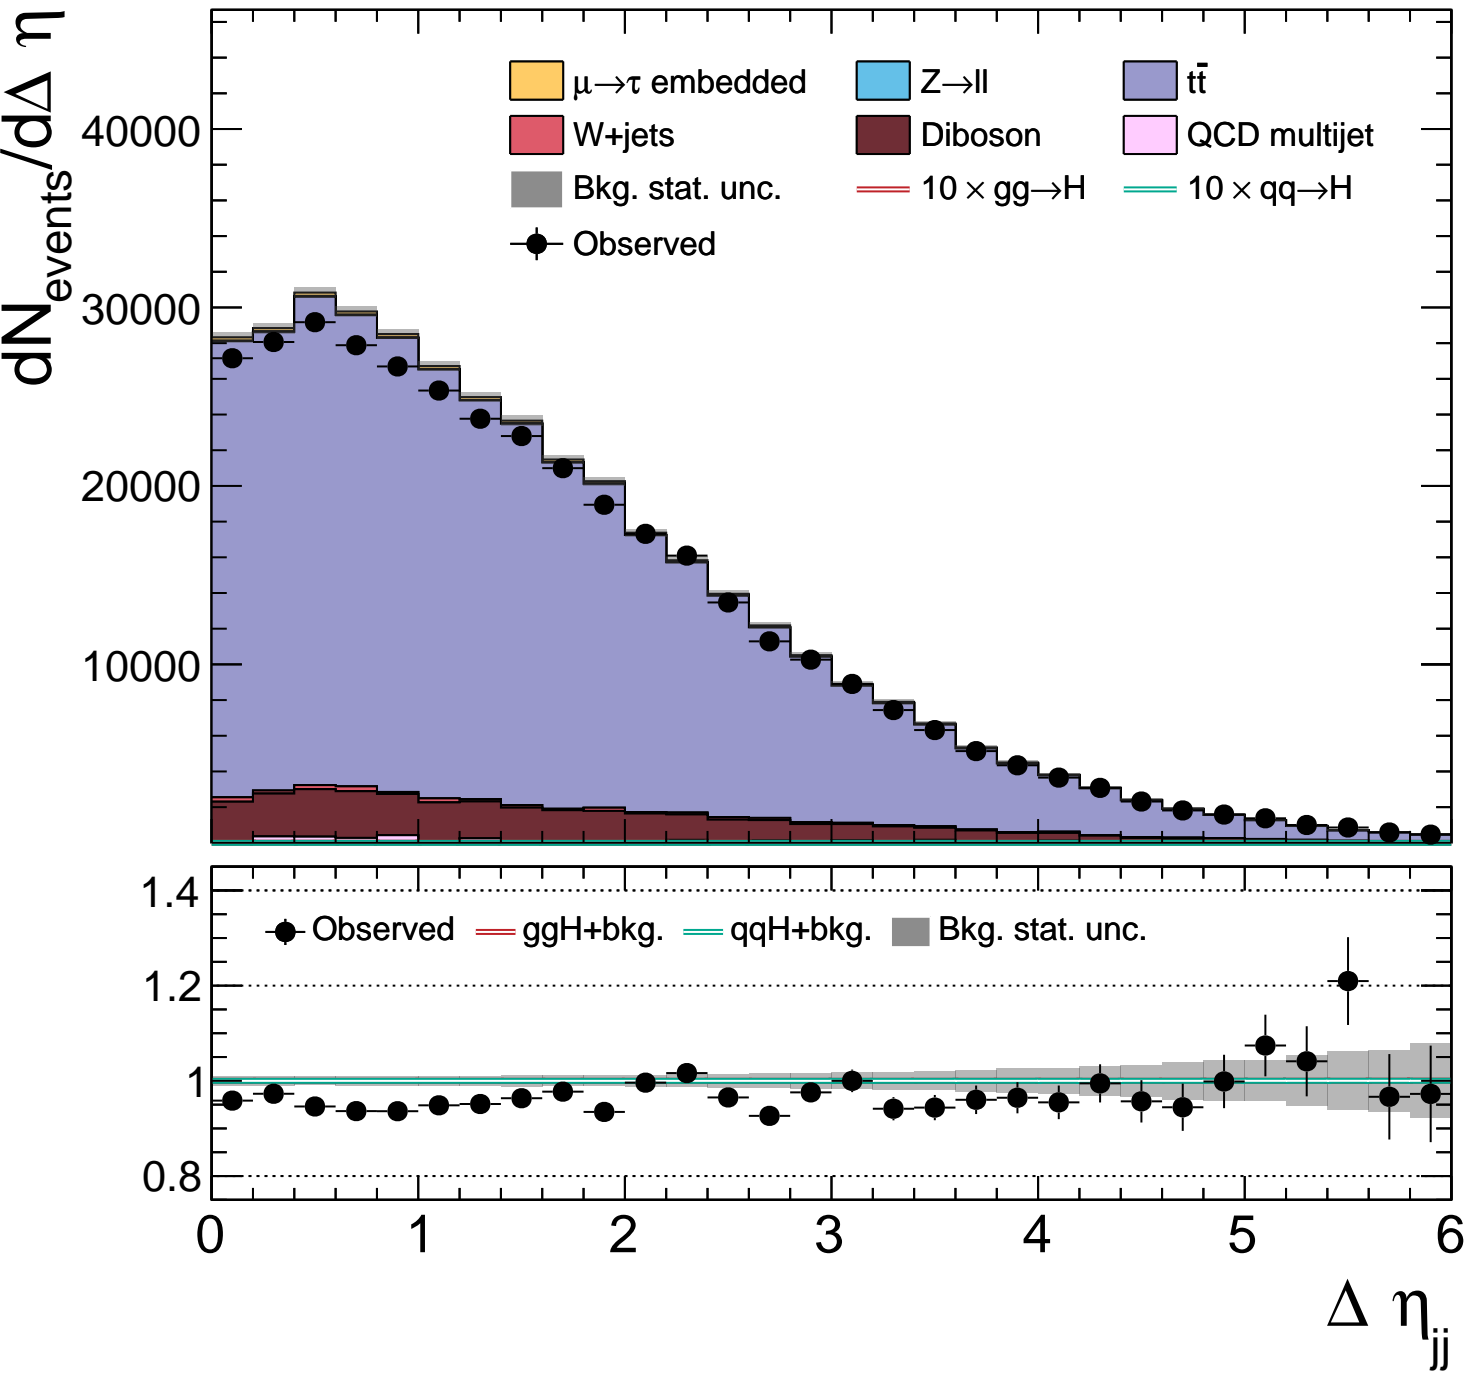 dN_events/dΔ η
μ→τ embedded Z→ll tt̄
W+jets Diboson QCD multijet
Bkg. stat. unc. 10 × gg→H 10 × qq→H
Observed
40000
30000
20000
10000
1.4
Observed ggH+bkg. qqH+bkg. Bkg. stat. unc.
1.2
1
0.8
0 1 2 3 4 5 6
Δ η_jj